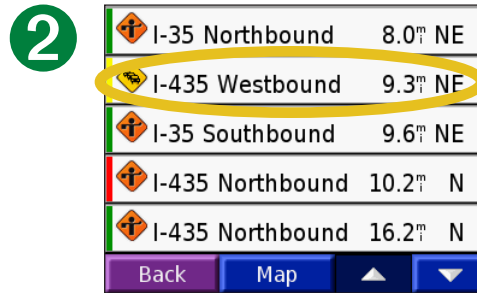 2
I-35 Northbound 8.0mi NE
I-435 Westbound 9.3mi NE
I-35 Southbound 9.6mi NE
I-435 Northbound 10.2mi N
I-435 Northbound 16.2mi N
Back Map